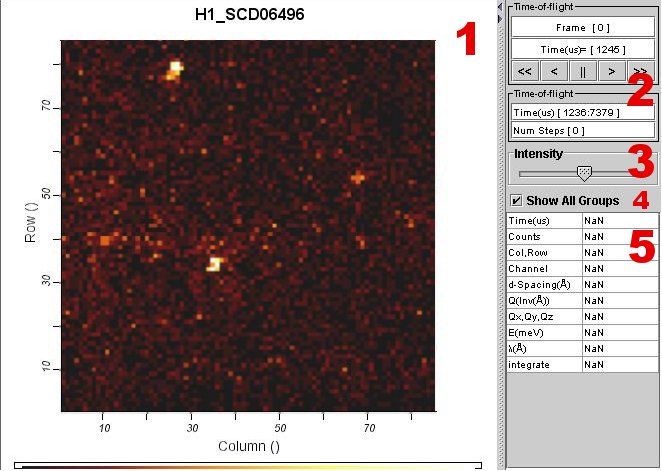 H1_SCD06496
1
70
50
30
10
Row ()
10
30
50
70
Column ()
Time-of-flight
Frame [ 0 ]
Time(us)= [ 1245 ]
<<
<
||
>
>>
2
Time-of-flight
Time(us) [ 1236:7379 ]
Num Steps [ 0 ]
Intensity
3
Show All Groups
4
5
Time(us) NaN
Counts NaN
Col,Row NaN
Channel NaN
d-Spacing(Å) NaN
Q(Inv(Å)) NaN
Qx,Qy,Qz NaN
E(meV) NaN
λ(Å) NaN
integrate NaN